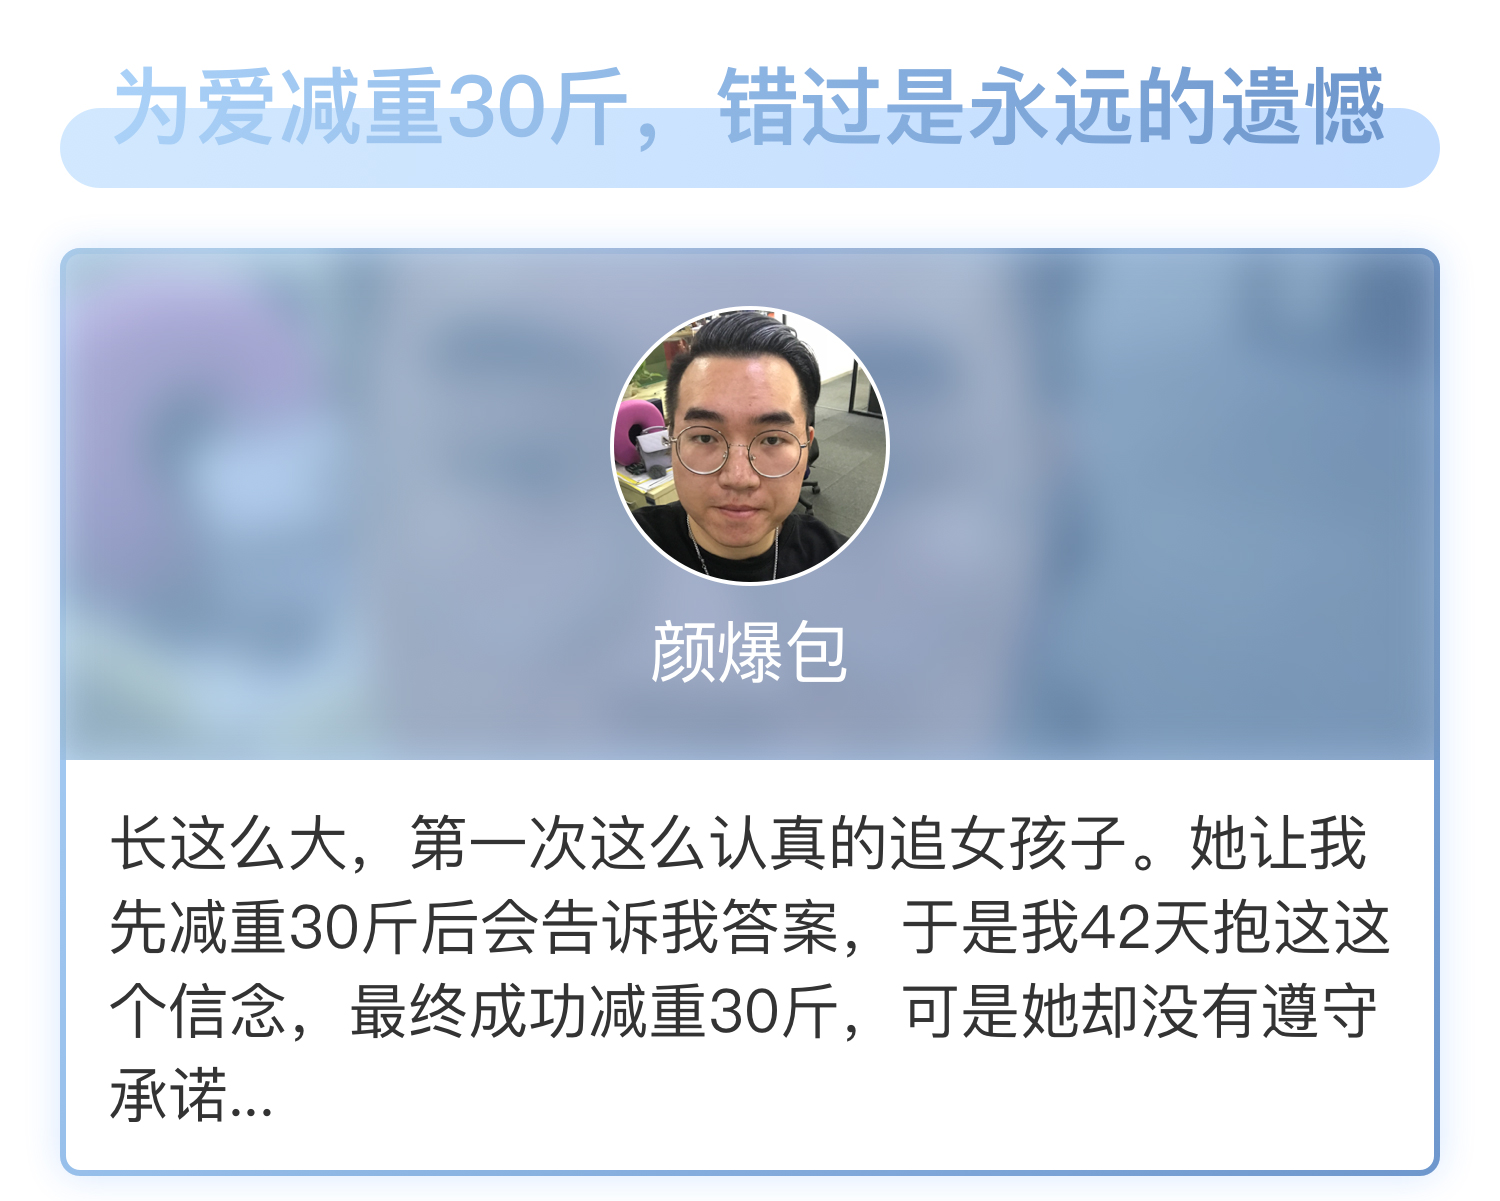 为爱减重30斤，错过是永远的遗憾
颜爆包
长这么大，第一次这么认真的追女孩子。她让我
先减重30斤后会告诉我答案，于是我42天抱这这
个信念，最终成功减重30斤，可是她却没有遵守
承诺...